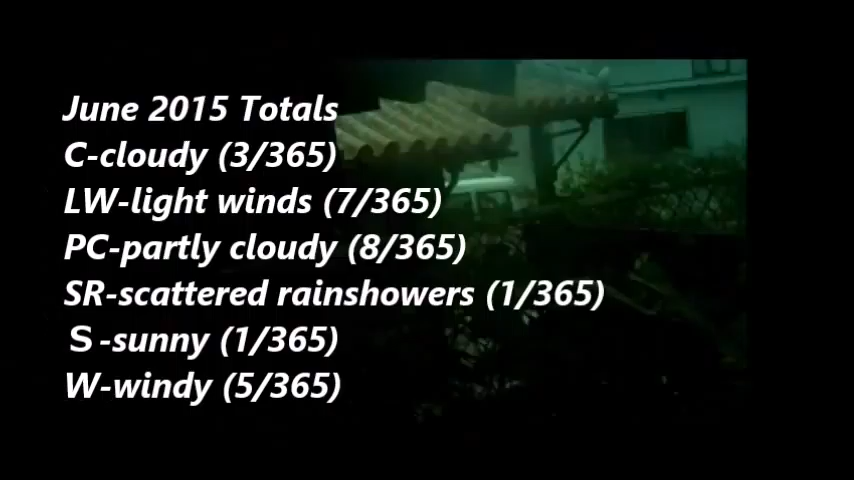 June 2015 Totals
C-cloudy (3/365)
LW-light winds (7/365)
PC-partly cloudy (8/365)
SR-scattered rainshowers (1/365)
S-sunny (1/365)
W-windy (5/365)